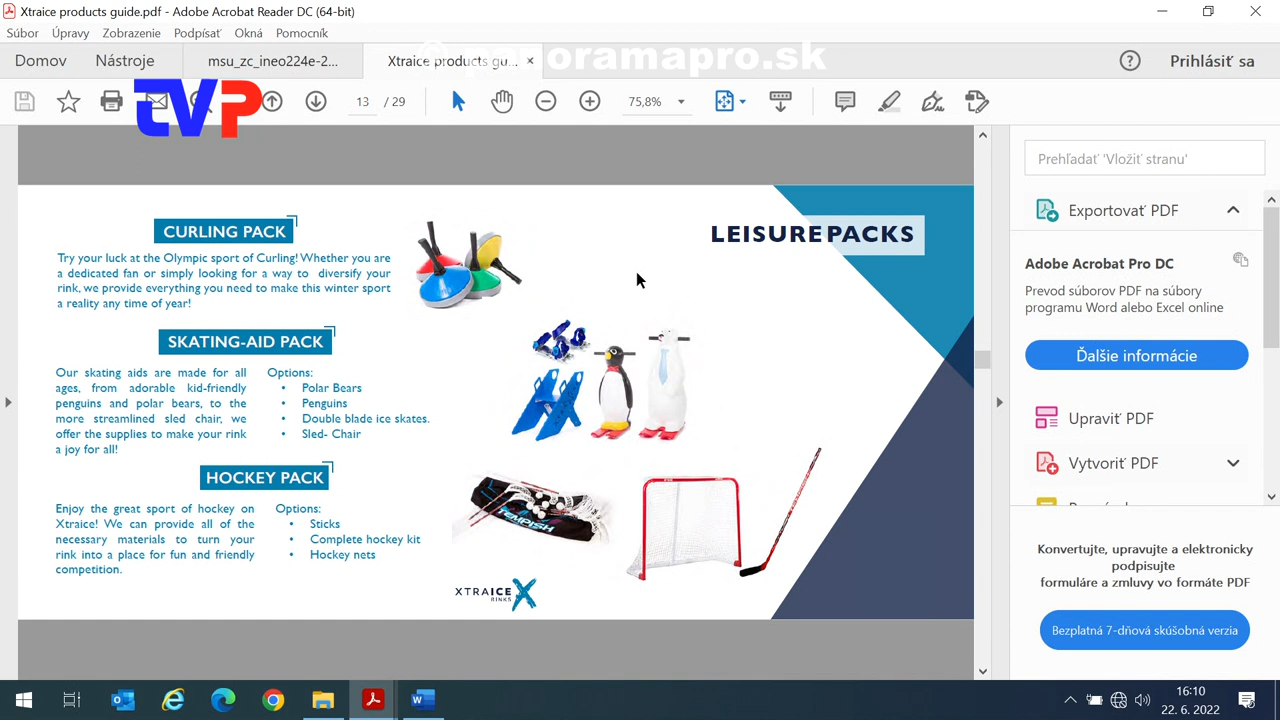 Xtraice products guide.pdf - Adobe Acrobat Reader DC (64-bit)
Súbor Úpravy Zobrazenie Podpísať Okná Pomocník
© panoramapro.sk
Domov Nástroje msu_zc_ineo224e-2... Xtraice products gu... × Prihlásiť sa
TVP
13 / 29 75,8%
LEISURE PACKS
CURLING PACK
Try your luck at the Olympic sport of Curling! Whether you are
a dedicated fan or simply looking for a way to diversify your
rink, we provide everything you need to make this winter sport
a reality any time of year!
SKATING-AID PACK
Our skating aids are made for all
ages, from adorable kid-friendly
penguins and polar bears, to the
more streamlined sled chair, we
offer the supplies to make your rink
a joy for all!
Options:
• Polar Bears
• Penguins
• Double blade ice skates.
• Sled- Chair
HOCKEY PACK
Enjoy the great sport of hockey on
Xtraice! We can provide all of the
necessary materials to turn your
rink into a place for fun and friendly
competition.
Options:
• Sticks
• Complete hockey kit
• Hockey nets
TEMPISH
XTRAICE
RINKS
Prehľadať 'Vložiť stranu'
Exportovať PDF
Adobe Acrobat Pro DC
Prevod súborov PDF na súbory
programu Word alebo Excel online
Ďalšie informácie
Upraviť PDF
Vytvoriť PDF
Konvertujte, upravujte a elektronicky
podpisujte
formuláre a zmluvy vo formáte PDF
Bezplatná 7-dňová skúšobná verzia
16:10
22. 6. 2022